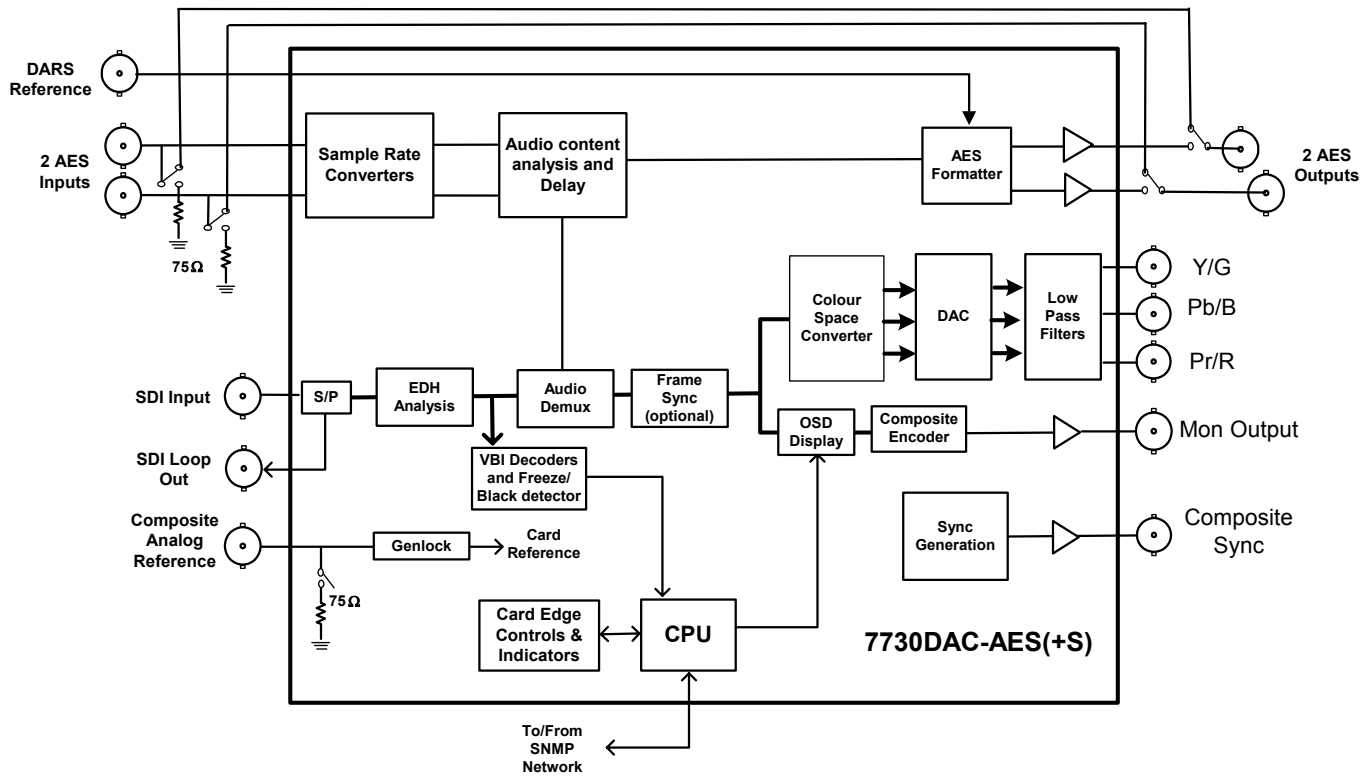 DARS
Reference
2 AES
Inputs
75Ω
Sample Rate
Converters
Audio content
analysis and
Delay
AES
Formatter
2 AES
Outputs
Colour
Space
Converter
DAC
Low
Pass
Filters
Y/G
Pb/B
Pr/R
SDI Input
S/P
EDH
Analysis
Audio
Demux
Frame
Sync
(optional)
OSD
Display
Composite
Encoder
Mon Output
SDI Loop
Out
VBI Decoders
and Freeze/
Black detector
Composite
Analog
Reference
Genlock
Card
Reference
75Ω
Sync
Generation
Composite
Sync
Card Edge
Controls &
Indicators
CPU
7730DAC-AES(+S)
To/From
SNMP
Network